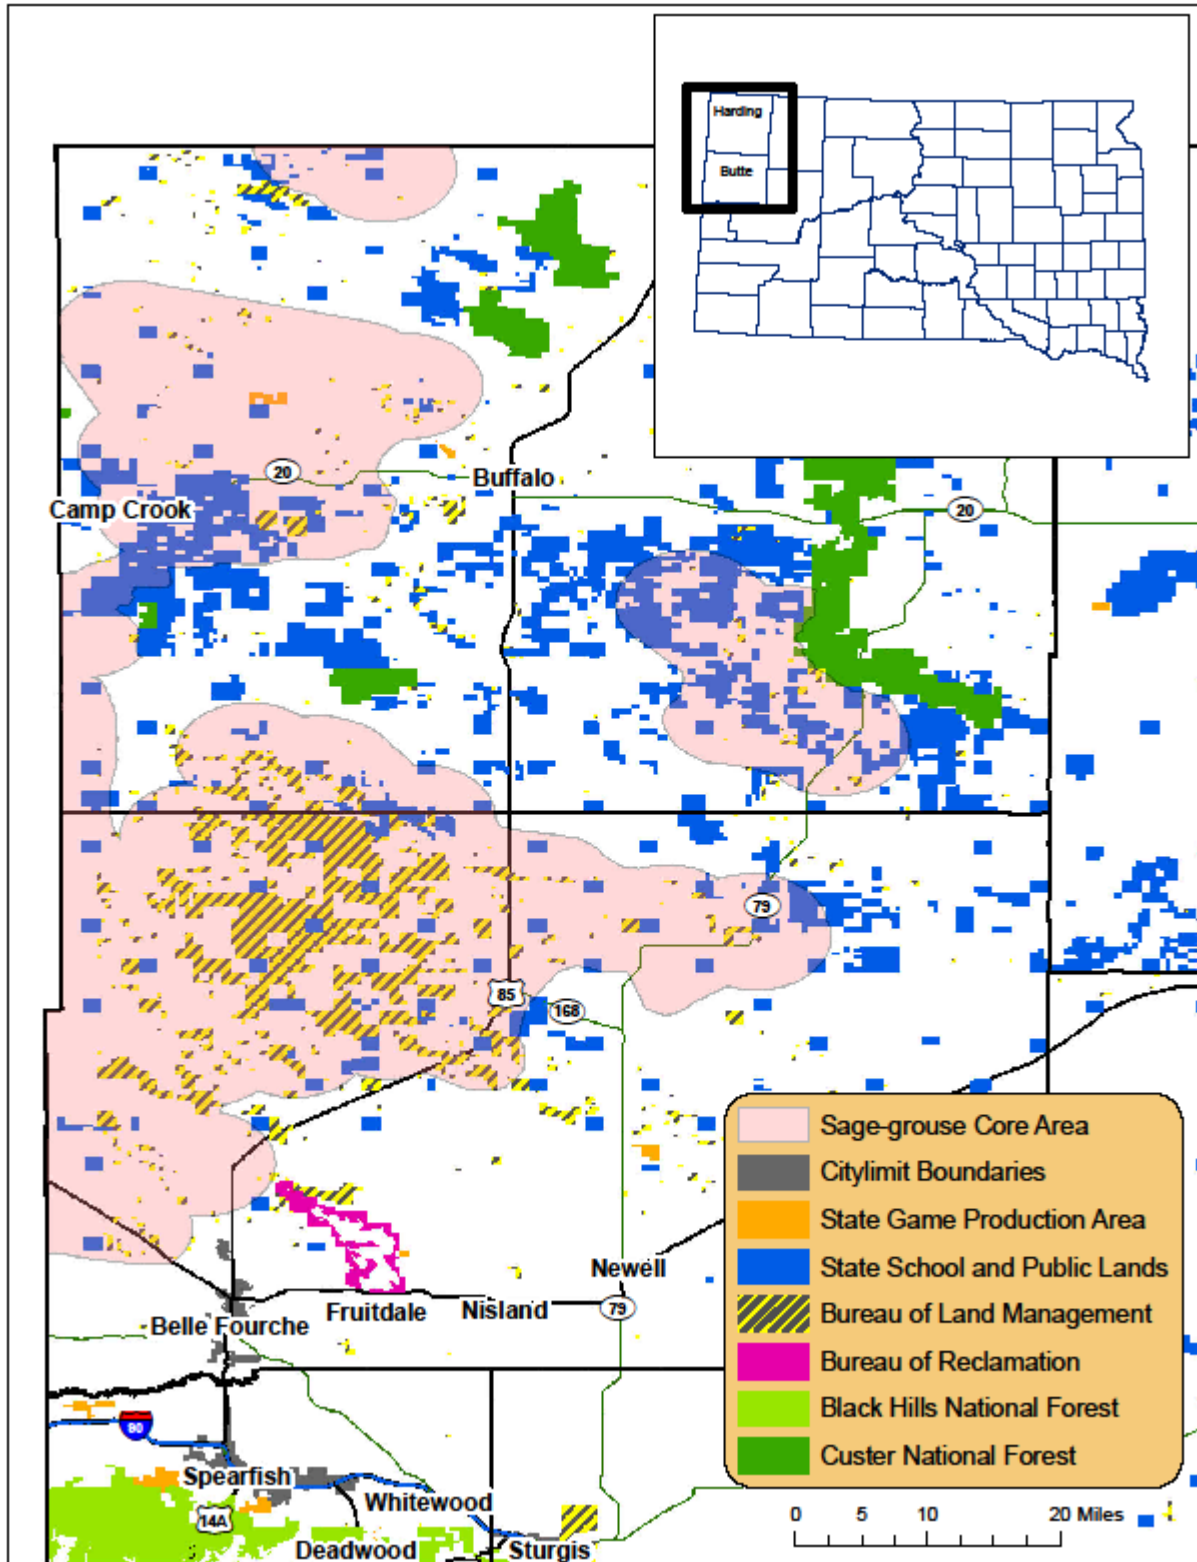 Harding
Butte
20
Buffalo
Camp Crook
20
79
85
168
Newell
79
Fruitdale
Nisland
Belle Fourche
90
Spearfish
Whitewood
14A
Deadwood
Sturgis
Sage-grouse Core Area
Citylimit Boundaries
State Game Production Area
State School and Public Lands
Bureau of Land Management
Bureau of Reclamation
Black Hills National Forest
Custer National Forest
0 5 10 20 Miles